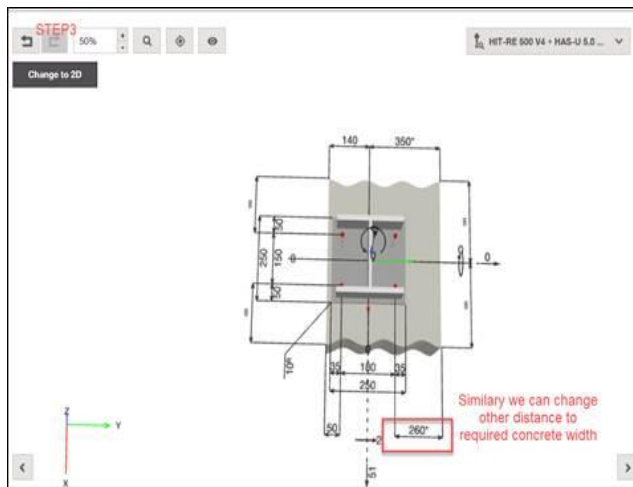 STEP3
50%
HIT-RE 500 V4 + HAS-U 5.0 ...
Change to 2D
140
350*
50
250
150
50
0
10
35
180
35
250
50
2
260*
51
Similary we can change
other distance to
required concrete width
Z
Y
X